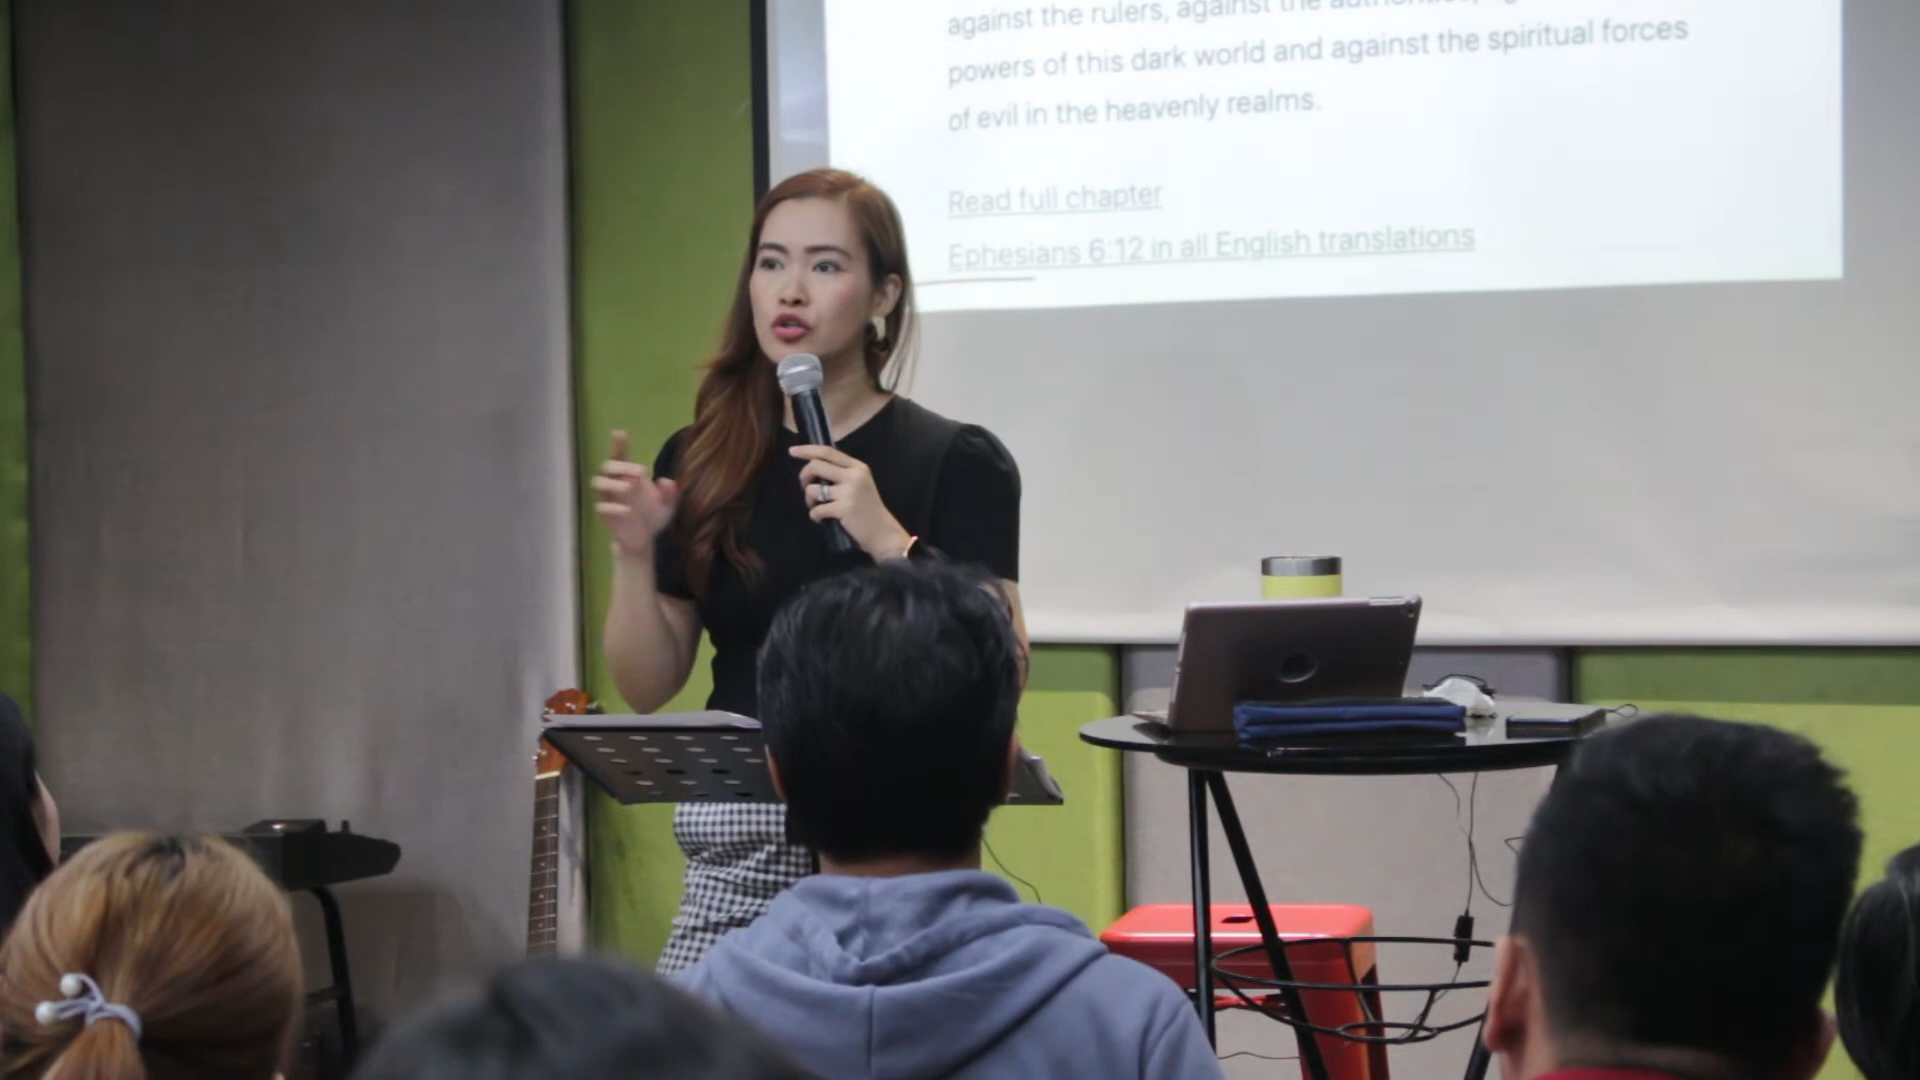 against the rulers, against the authorities,
powers of this dark world and against the spiritual forces
of evil in the heavenly realms.
Read full chapter
Ephesians 6:12 in all English translations